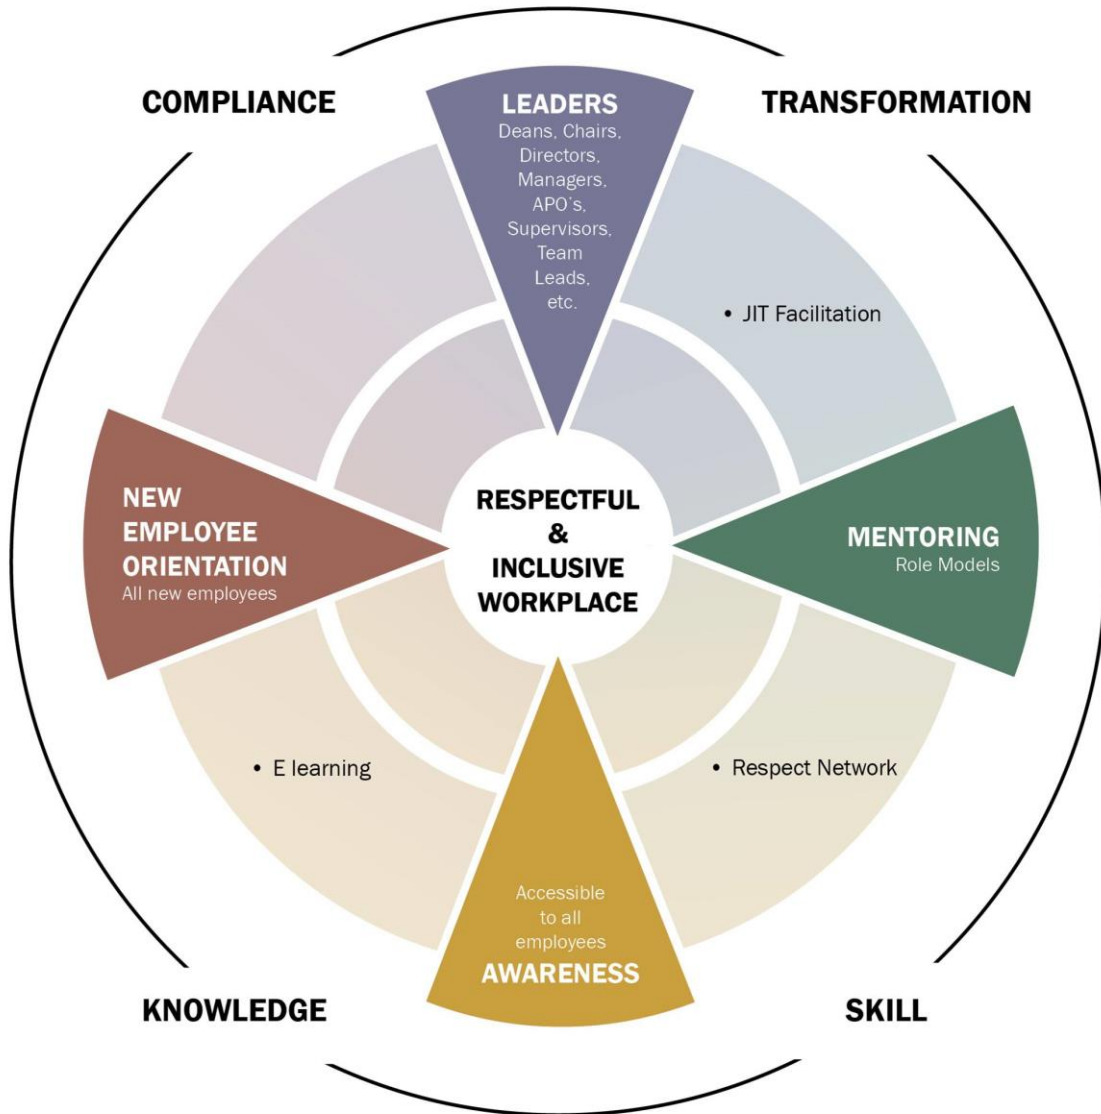 COMPLIANCE
TRANSFORMATION
LEADERS
Deans, Chairs,
Directors,
Managers,
APO's,
Supervisors,
Team
Leads,
etc.
• JIT Facilitation
NEW
EMPLOYEE
ORIENTATION
All new employees
RESPECTFUL
&
INCLUSIVE
WORKPLACE
MENTORING
Role Models
• E learning
• Respect Network
Accessible
to all
employees
AWARENESS
KNOWLEDGE
SKILL